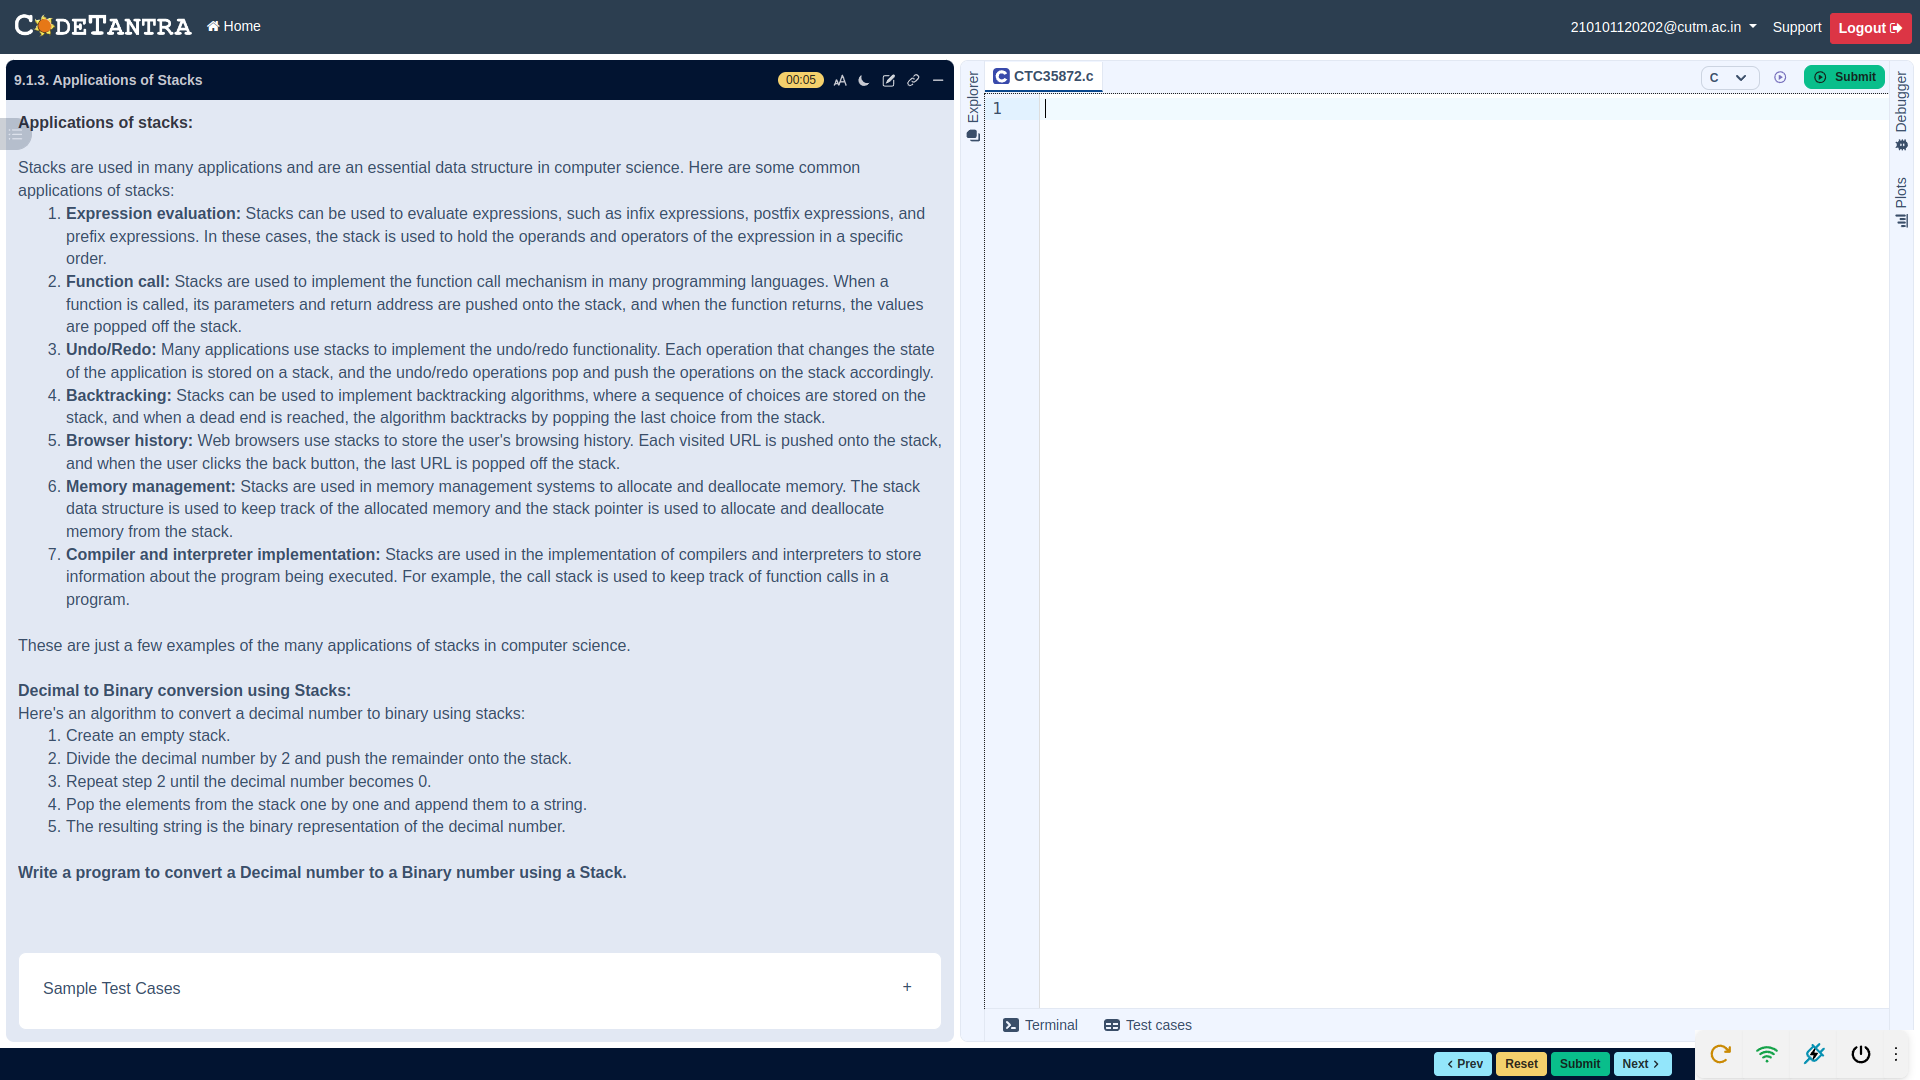 CODETANTRA Home 210101120202@cutm.ac.in Support Logout
9.1.3. Applications of Stacks 00:05
Applications of stacks:
Stacks are used in many applications and are an essential data structure in computer science. Here are some common
applications of stacks:
1. Expression evaluation: Stacks can be used to evaluate expressions, such as infix expressions, postfix expressions, and
prefix expressions. In these cases, the stack is used to hold the operands and operators of the expression in a specific
order.
2. Function call: Stacks are used to implement the function call mechanism in many programming languages. When a
function is called, its parameters and return address are pushed onto the stack, and when the function returns, the values
are popped off the stack.
3. Undo/Redo: Many applications use stacks to implement the undo/redo functionality. Each operation that changes the state
of the application is stored on a stack, and the undo/redo operations pop and push the operations on the stack accordingly.
4. Backtracking: Stacks can be used to implement backtracking algorithms, where a sequence of choices are stored on the
stack, and when a dead end is reached, the algorithm backtracks by popping the last choice from the stack.
5. Browser history: Web browsers use stacks to store the user's browsing history. Each visited URL is pushed onto the stack,
and when the user clicks the back button, the last URL is popped off the stack.
6. Memory management: Stacks are used in memory management systems to allocate and deallocate memory. The stack
data structure is used to keep track of the allocated memory and the stack pointer is used to allocate and deallocate
memory from the stack.
7. Compiler and interpreter implementation: Stacks are used in the implementation of compilers and interpreters to store
information about the program being executed. For example, the call stack is used to keep track of function calls in a
program.
These are just a few examples of the many applications of stacks in computer science.
Decimal to Binary conversion using Stacks:
Here's an algorithm to convert a decimal number to binary using stacks:
1. Create an empty stack.
2. Divide the decimal number by 2 and push the remainder onto the stack.
3. Repeat step 2 until the decimal number becomes 0.
4. Pop the elements from the stack one by one and append them to a string.
5. The resulting string is the binary representation of the decimal number.
Write a program to convert a Decimal number to a Binary number using a Stack.
Sample Test Cases +
Explorer
CTC35872.c C Submit
1
Debugger
Plots
Terminal Test cases
Prev Reset Submit Next